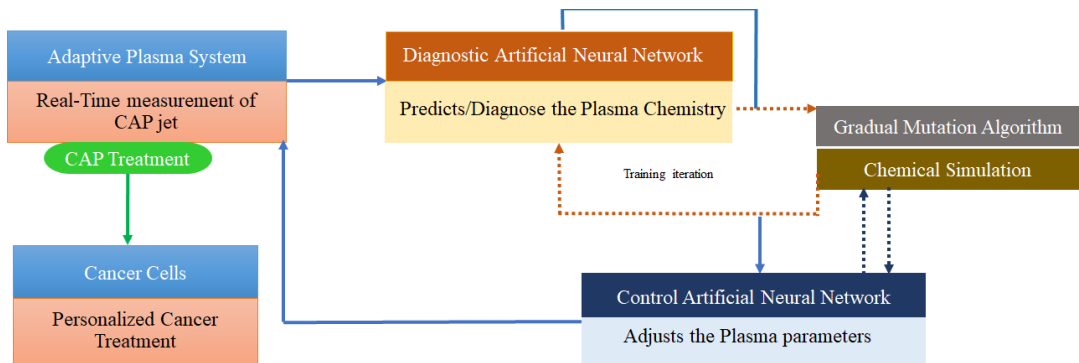 Adaptive Plasma System
Real-Time measurement of
CAP jet
CAP Treatment
Cancer Cells
Personalized Cancer
Treatment
Diagnostic Artificial Neural Network
Predicts/Diagnose the Plasma Chemistry
Training iteration
Gradual Mutation Algorithm
Chemical Simulation
Control Artificial Neural Network
Adjusts the Plasma parameters